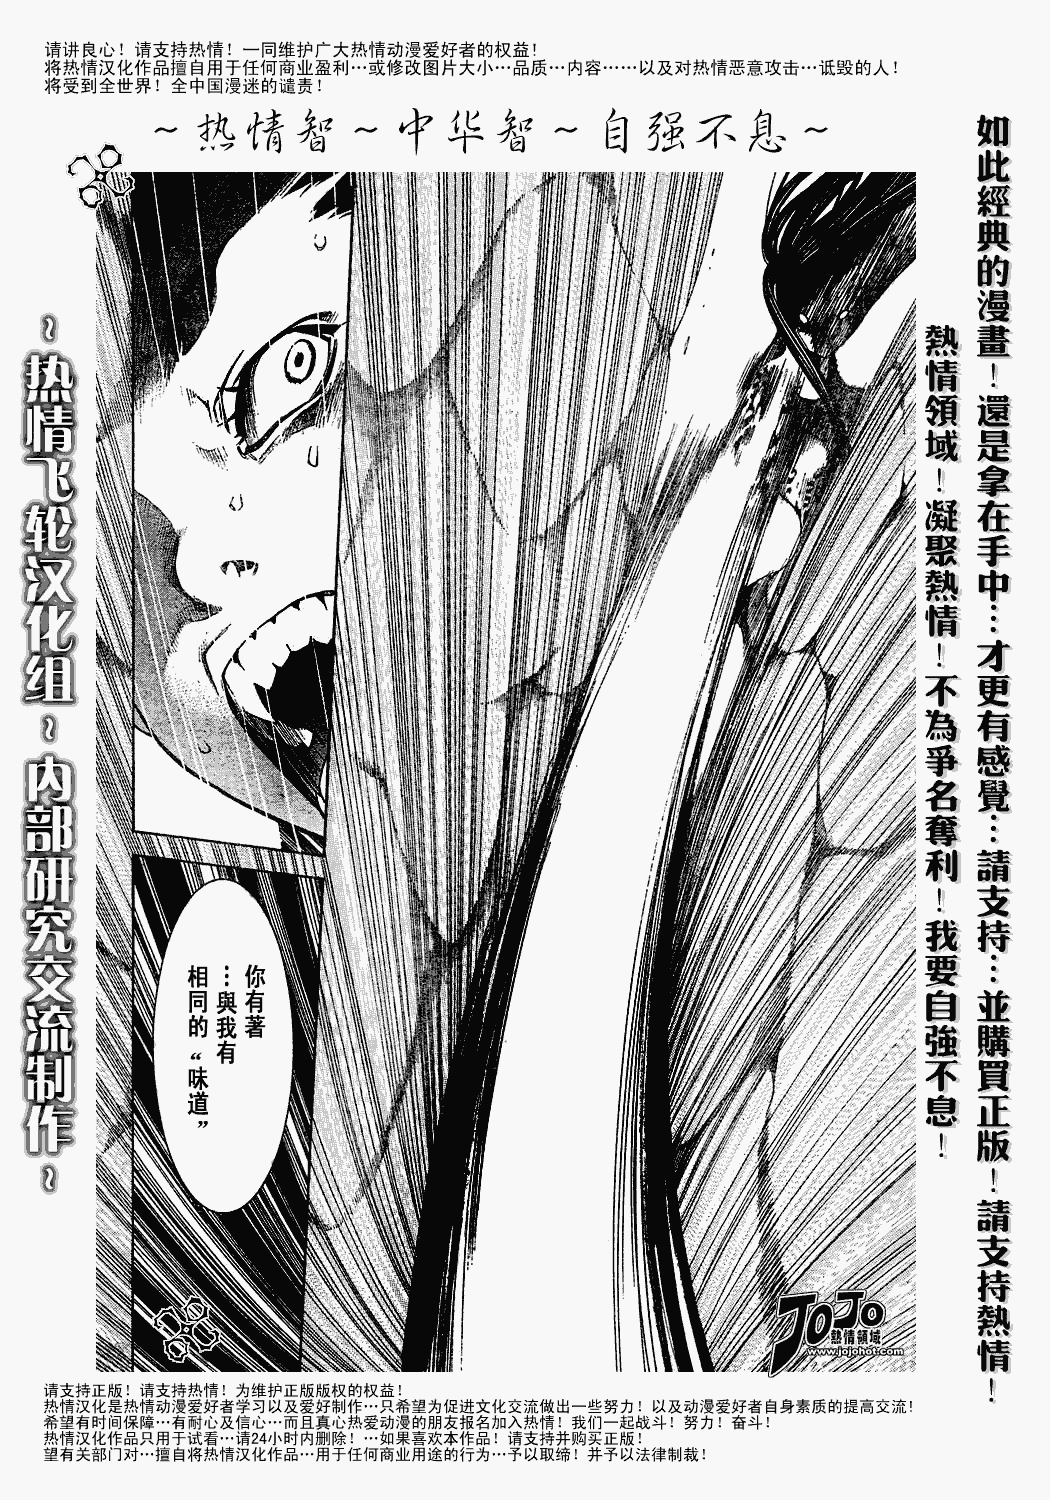 请讲良心！请支持热情！一同维护广大热情动漫爱好者的权益！
将热情汉化作品擅自用于任何商业盈利…或修改图片大小…品质…内容……以及对热情恶意攻击…诋毁的人！
将受到全世界！全中国漫迷的谴责！
～热情智～中华智～自强不息～
如此經典的漫畫！還是拿在手中…才更有感覺…請支持…並購買正版！請支持熱情！
熱情領域！凝聚熱情！不為爭名奪利！我要自強不息！
～热情飞轮汉化组～内部研究交流制作～
你有著
…與我有
相同的“味道”
JOJO
熱情領域
www.jojohot.com
请支持正版！请支持热情！为维护正版版权的权益！
热情汉化是热情动漫爱好者学习以及爱好制作…只希望为促进文化交流做出一些努力！以及动漫爱好者自身素质的提高交流！
希望有时间保障…有耐心及信心…而且真心热爱动漫的朋友报名加入热情！我们一起战斗！努力！奋斗！
热情汉化作品只用于试看…请24小时内删除！…如果喜欢本作品！请支持并购买正版！
望有关部门对…擅自将热情汉化作品…用于任何商业用途的行为…予以取缔！并予以法律制裁！